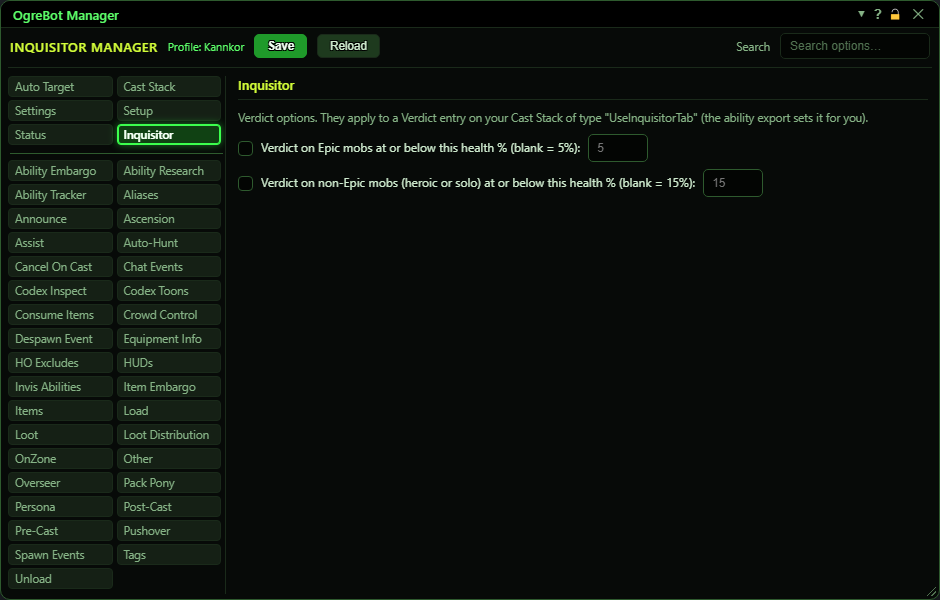 OgreBot Manager
▼ ?
INQUISITOR MANAGER Profile: Kannkor Save Reload Search Search options...
Auto Target Cast Stack
Settings Setup
Status Inquisitor
Ability Embargo Ability Research
Ability Tracker Aliases
Announce Ascension
Assist Auto-Hunt
Cancel On Cast Chat Events
Codex Inspect Codex Toons
Consume Items Crowd Control
Despawn Event Equipment Info
HO Excludes HUDs
Invis Abilities Item Embargo
Items Load
Loot Loot Distribution
OnZone Other
Overseer Pack Pony
Persona Post-Cast
Pre-Cast Pushover
Spawn Events Tags
Unload
Inquisitor
Verdict options. They apply to a Verdict entry on your Cast Stack of type "UseInquisitorTab" (the ability export sets it for you).
Verdict on Epic mobs at or below this health % (blank = 5%): 5
Verdict on non-Epic mobs (heroic or solo) at or below this health % (blank = 15%): 15